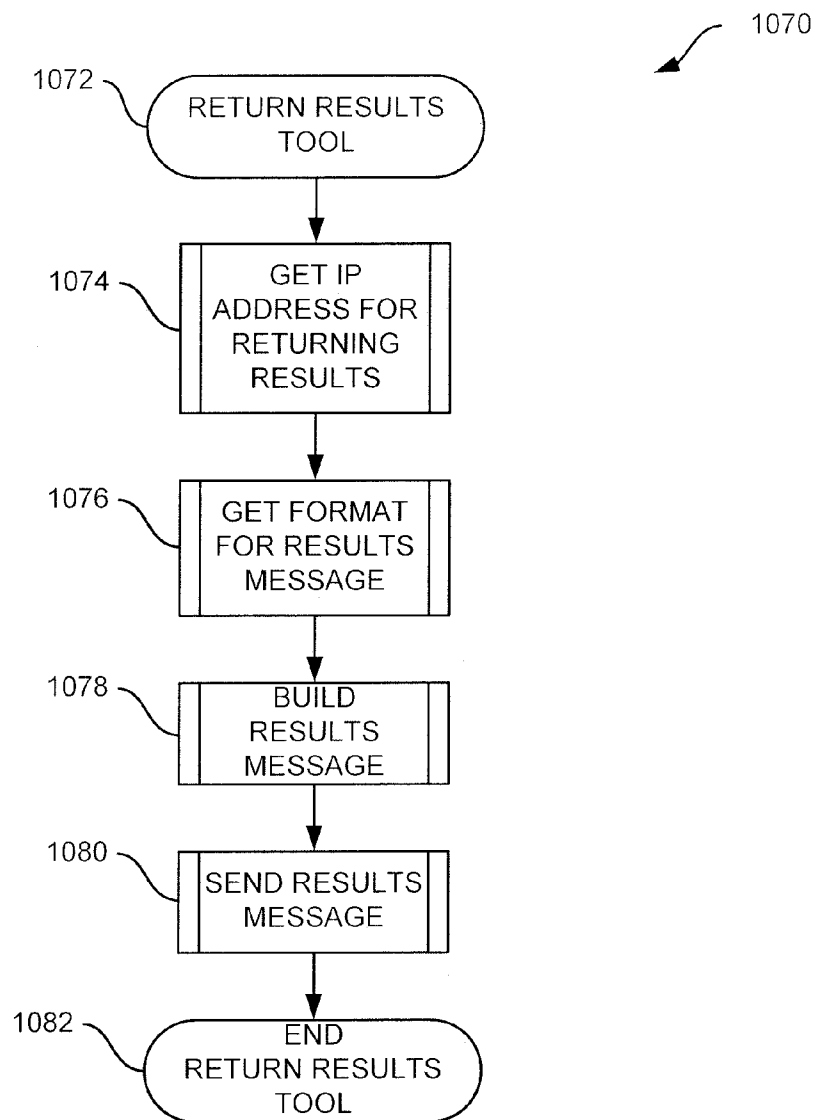 1070
1072
RETURN RESULTS
TOOL
1074
GET IP
ADDRESS FOR
RETURNING
RESULTS
1076
GET FORMAT
FOR RESULTS
MESSAGE
1078
BUILD
RESULTS
MESSAGE
1080
SEND RESULTS
MESSAGE
1082
END
RETURN RESULTS
TOOL